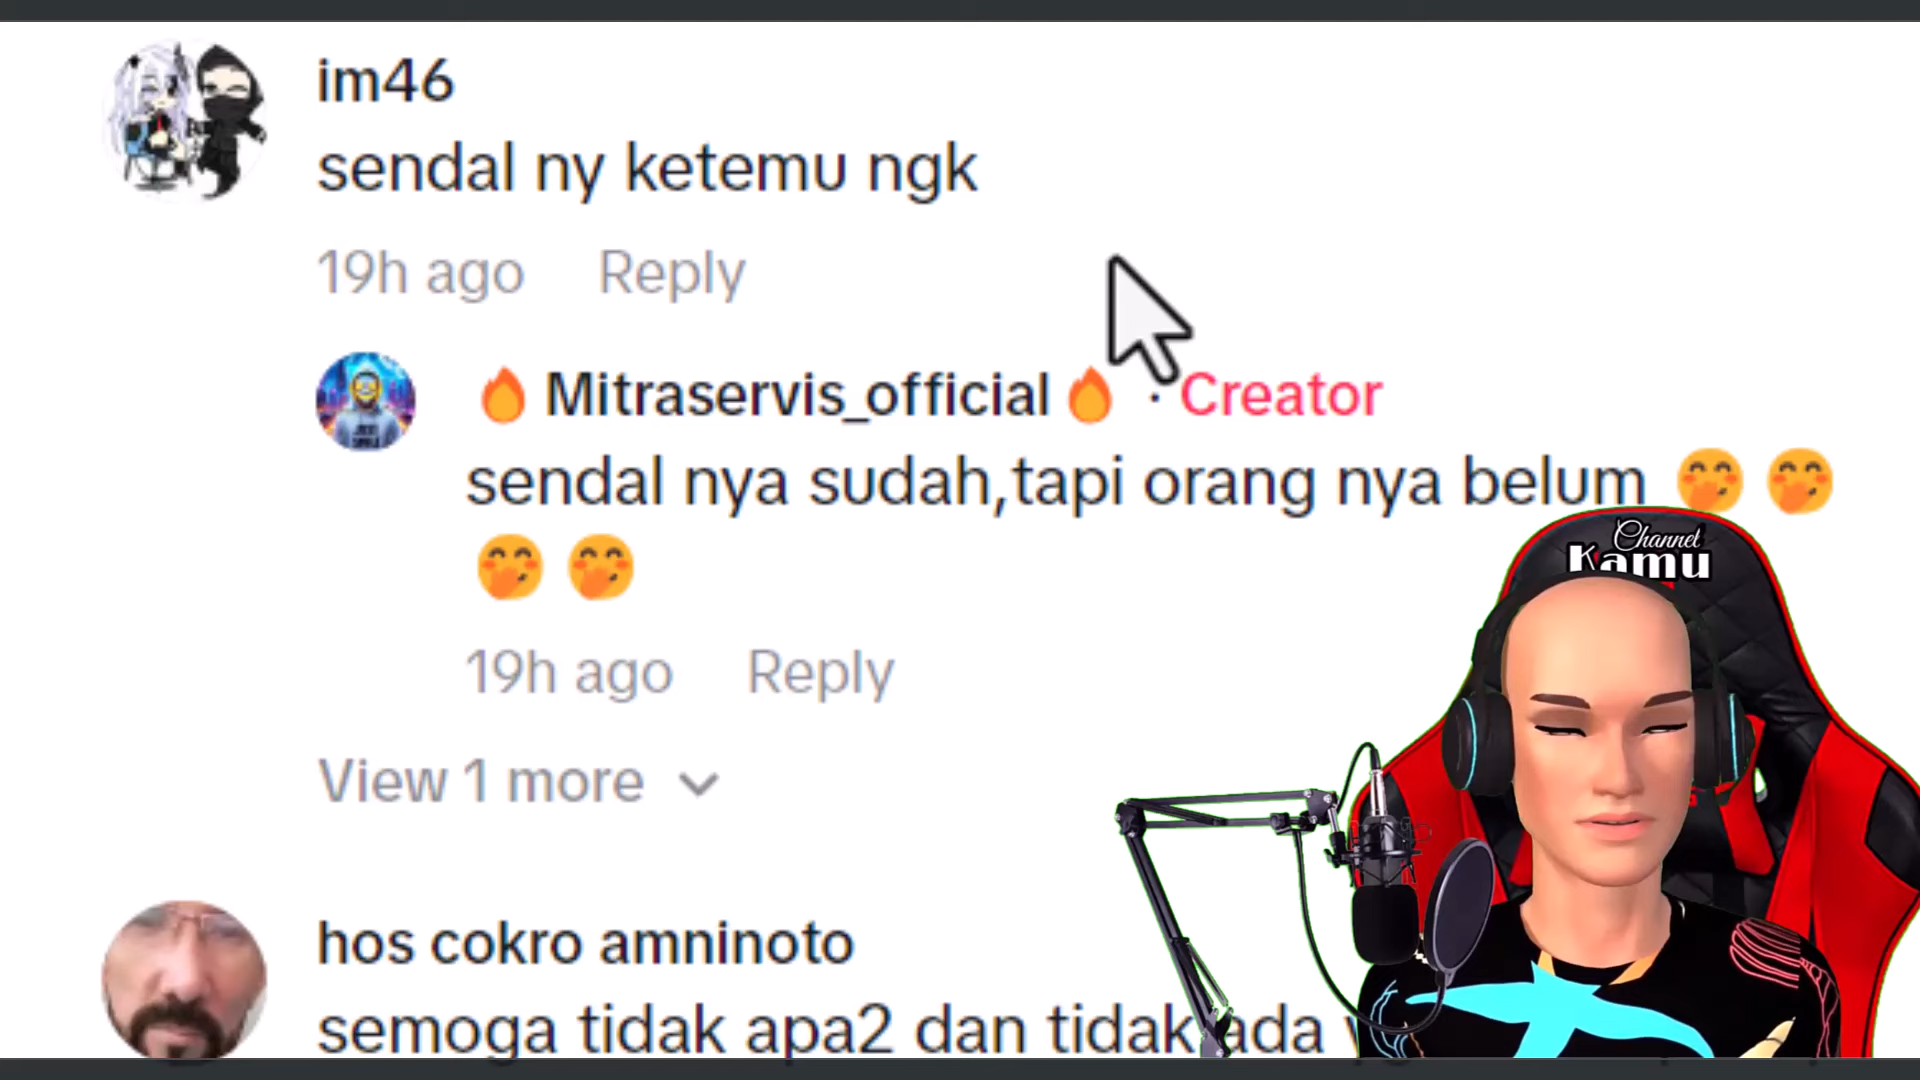 im46
sendal ny ketemu ngk
19h ago Reply
🔥 Mitraservis_official🔥 · Creator
sendal nya sudah,tapi orang nya belum 🤭 🤭
🤭 🤭
19h ago Reply
View 1 more
Channel
Kamu
hos cokro amninoto
semoga tidak apa2 dan tidak ada